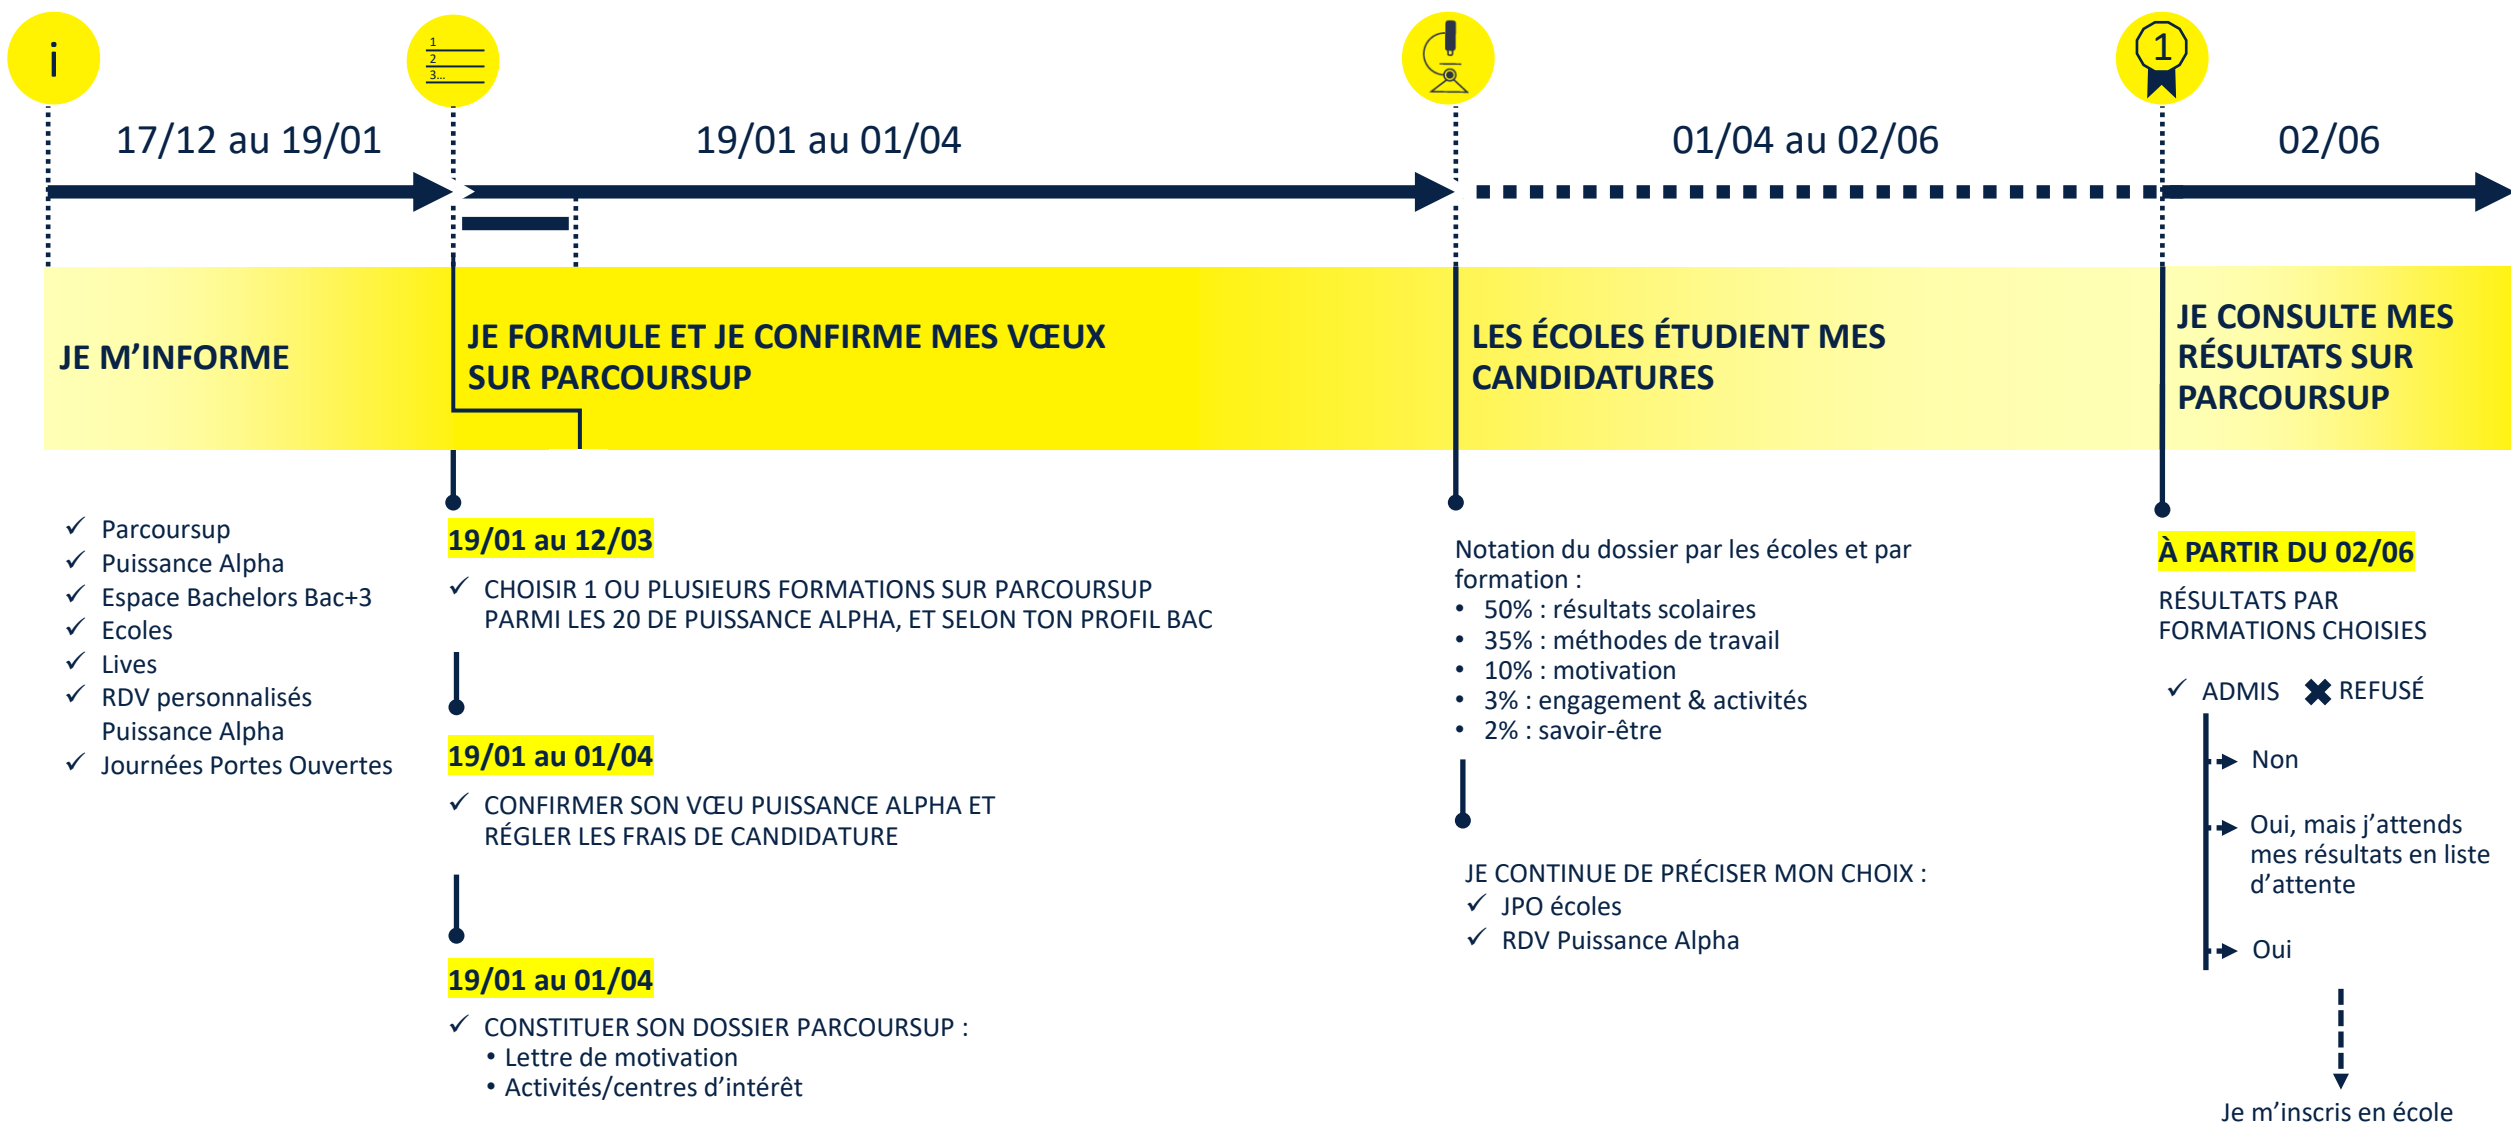 i
1
2
3...
1
17/12 au 19/01
19/01 au 01/04
01/04 au 02/06
02/06
JE M’INFORME
JE FORMULE ET JE CONFIRME MES VŒUX
SUR PARCOURSUP
LES ÉCOLES ÉTUDIENT MES
CANDIDATURES
JE CONSULTE MES
RÉSULTATS SUR
PARCOURSUP
✓ Parcoursup
✓ Puissance Alpha
✓ Espace Bachelors Bac+3
✓ Ecoles
✓ Lives
✓ RDV personnalisés
Puissance Alpha
✓ Journées Portes Ouvertes
19/01 au 12/03
✓ CHOISIR 1 OU PLUSIEURS FORMATIONS SUR PARCOURSUP
PARMI LES 20 DE PUISSANCE ALPHA, ET SELON TON PROFIL BAC
19/01 au 01/04
✓ CONFIRMER SON VŒU PUISSANCE ALPHA ET
RÉGLER LES FRAIS DE CANDIDATURE
19/01 au 01/04
✓ CONSTITUER SON DOSSIER PARCOURSUP :
• Lettre de motivation
• Activités/centres d’intérêt
Notation du dossier par les écoles et par
formation :
• 50% : résultats scolaires
• 35% : méthodes de travail
• 10% : motivation
• 3% : engagement & activités
• 2% : savoir-être
JE CONTINUE DE PRÉCISER MON CHOIX :
✓ JPO écoles
✓ RDV Puissance Alpha
À PARTIR DU 02/06
RÉSULTATS PAR
FORMATIONS CHOISIES
✓ ADMIS ✖ REFUSÉ
Non
Oui, mais j’attends
mes résultats en liste
d’attente
Oui
Je m’inscris en école